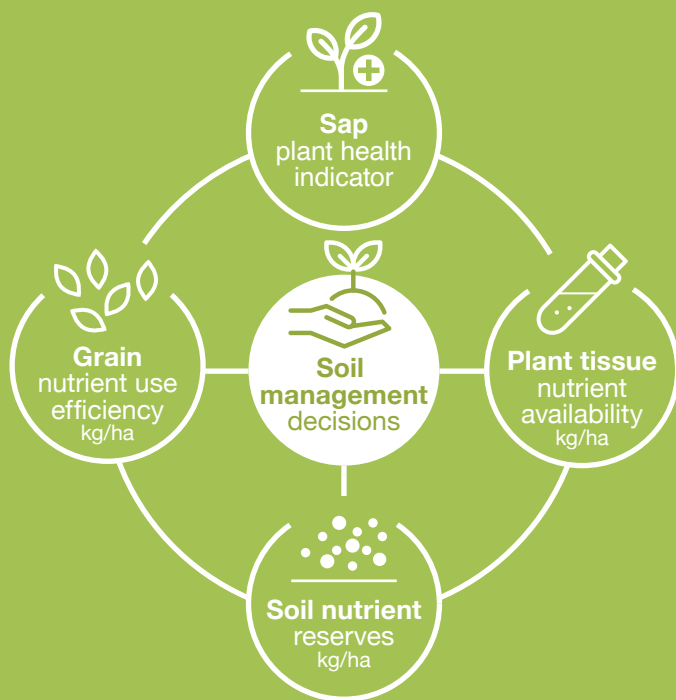 Sap
plant health
indicator
Grain
nutrient use
efficiency
kg/ha
Soil
management
decisions
Plant tissue
nutrient
availability
kg/ha
Soil nutrient
reserves
kg/ha